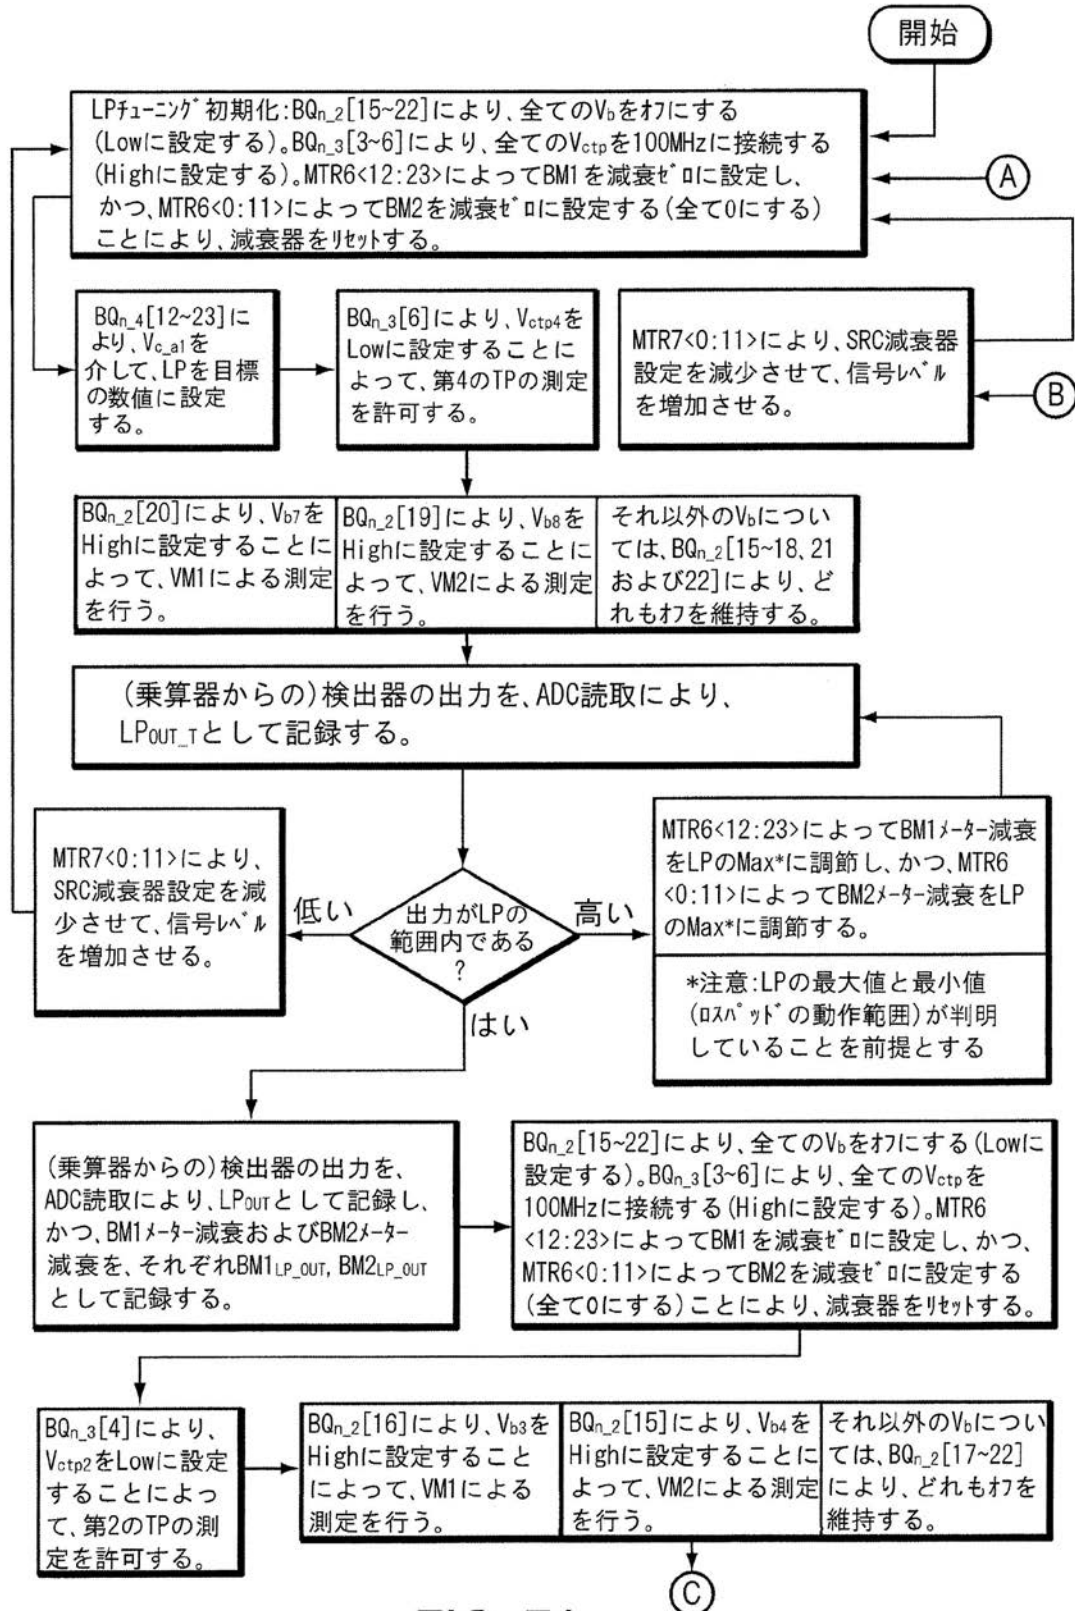 開始
LPﾁｭｰﾆﾝｸﾞ初期化:BQn_2[15~22]により、全てのVbをｵﾌにする
(Lowに設定する)。BQn_3[3~6]により、全てのVctpを100MHzに接続する
(Highに設定する)。MTR6<12:23>によってBM1を減衰ｾﾞﾛに設定し、
かつ、MTR6<0:11>によってBM2を減衰ｾﾞﾛに設定する(全て0にする)
ことにより、減衰器をﾘｾｯﾄする。
A
BQn_4[12~23]に
より、Vc_a1を
介して、LPを目標
の数値に設定
する。
BQn_3[6]により、Vctp4を
Lowに設定することに
よって、第4のTPの測定
を許可する。
MTR7<0:11>により、SRC減衰器
設定を減少させて、信号ﾚﾍﾞﾙ
を増加させる。
B
BQn_2[20]により、Vb7を
Highに設定することに
よって、VM1による測定
を行う。
BQn_2[19]により、Vb8を
Highに設定することに
よって、VM2による測定
を行う。
それ以外のVbについ
ては、BQn_2[15~18、21
および22]により、ど
れもｵﾌを維持する。
(乗算器からの)検出器の出力を、ADC読取により、
LPOUT_Tとして記録する。
MTR7<0:11>により、
SRC減衰器設定を減
少させて、信号ﾚﾍﾞﾙ
を増加させる。
低い
出力がLPの
範囲内である
?
高い
はい
MTR6<12:23>によってBM1ﾒｰﾀｰ減衰
をLPのMax*に調節し、かつ、MTR6
<0:11>によってBM2ﾒｰﾀｰ減衰をLP
のMax*に調節する。
*注意:LPの最大値と最小値
(ﾛｽﾊﾟｯﾄﾞの動作範囲)が判明
していることを前提とする
(乗算器からの)検出器の出力を、
ADC読取により、LPOUTとして記録し、
かつ、BM1ﾒｰﾀｰ減衰およびBM2ﾒｰﾀｰ
減衰を、それぞれBM1LP_OUT, BM2LP_OUT
として記録する。
BQn_2[15~22]により、全てのVbをｵﾌにする(Lowに
設定する)。BQn_3[3~6]により、全てのVctpを
100MHzに接続する(Highに設定する)。MTR6
<12:23>によってBM1を減衰ｾﾞﾛに設定し、かつ、
MTR6<0:11>によってBM2を減衰ｾﾞﾛに設定する
(全て0にする)ことにより、減衰器をﾘｾｯﾄする。
BQn_3[4]により、
Vctp2をLowに設定
することによっ
て、第2のTPの測
定を許可する。
BQn_2[16]により、Vb3を
Highに設定すること
によって、VM1による
測定を行う。
BQn_2[15]により、Vb4を
Highに設定することに
よって、VM2による測定
を行う。
それ以外のVbについ
ては、BQn_2[17~22]
により、どれもｵﾌを
維持する。
C